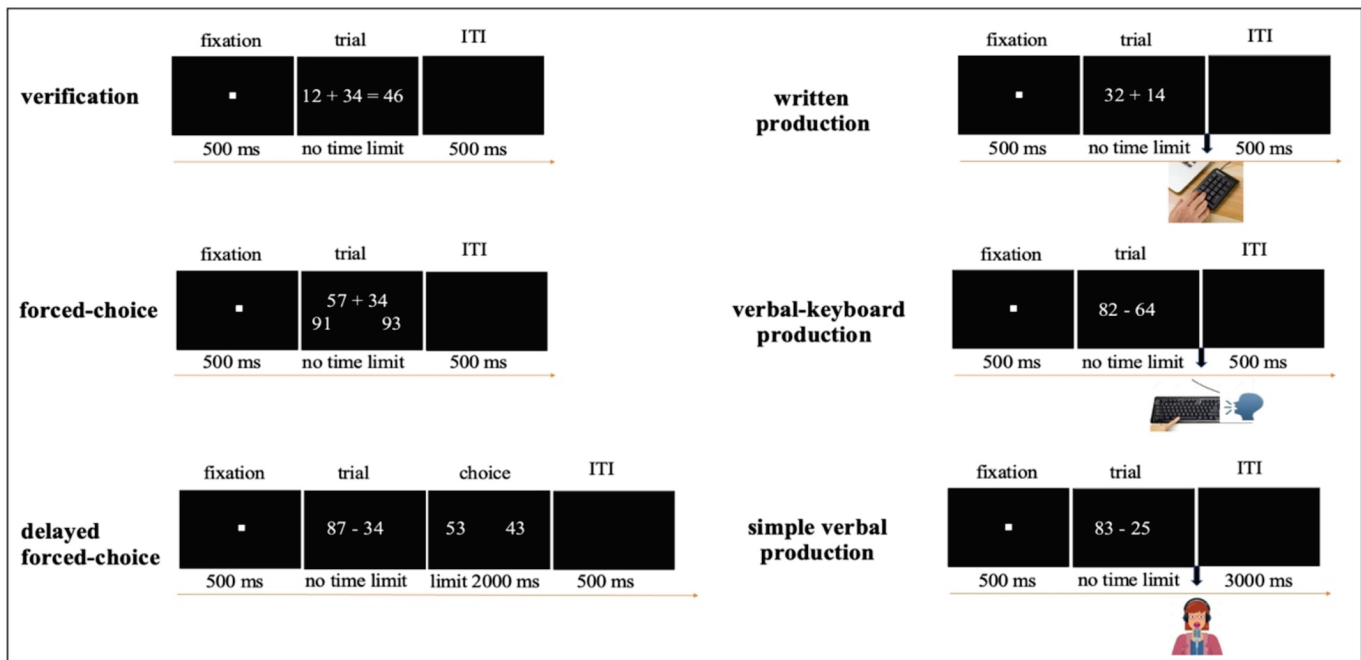 fixation trial ITI
verification
12 + 34 = 46
500 ms no time limit 500 ms
fixation trial ITI
forced-choice
57 + 34
91 93
500 ms no time limit 500 ms
fixation trial choice ITI
delayed
forced-choice
87 - 34 53 43
500 ms no time limit limit 2000 ms 500 ms
fixation trial ITI
written
production
32 + 14
500 ms no time limit 500 ms
fixation trial ITI
verbal-keyboard
production
82 - 64
500 ms no time limit 500 ms
fixation trial ITI
simple verbal
production
83 - 25
500 ms no time limit 3000 ms